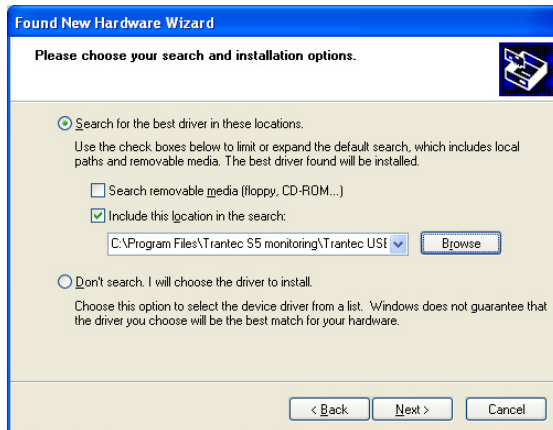 Found New Hardware Wizard
Please choose your search and installation options.
Search for the best driver in these locations.
Use the check boxes below to limit or expand the default search, which includes local
paths and removable media. The best driver found will be installed.
Search removable media (floppy, CD-ROM...)
Include this location in the search:
C:\Program Files\Trantec S5 monitoring\Trantec USB
Browse
Don't search. I will choose the driver to install.
Choose this option to select the device driver from a list. Windows does not guarantee that
the driver you choose will be the best match for your hardware.
< Back
Next >
Cancel